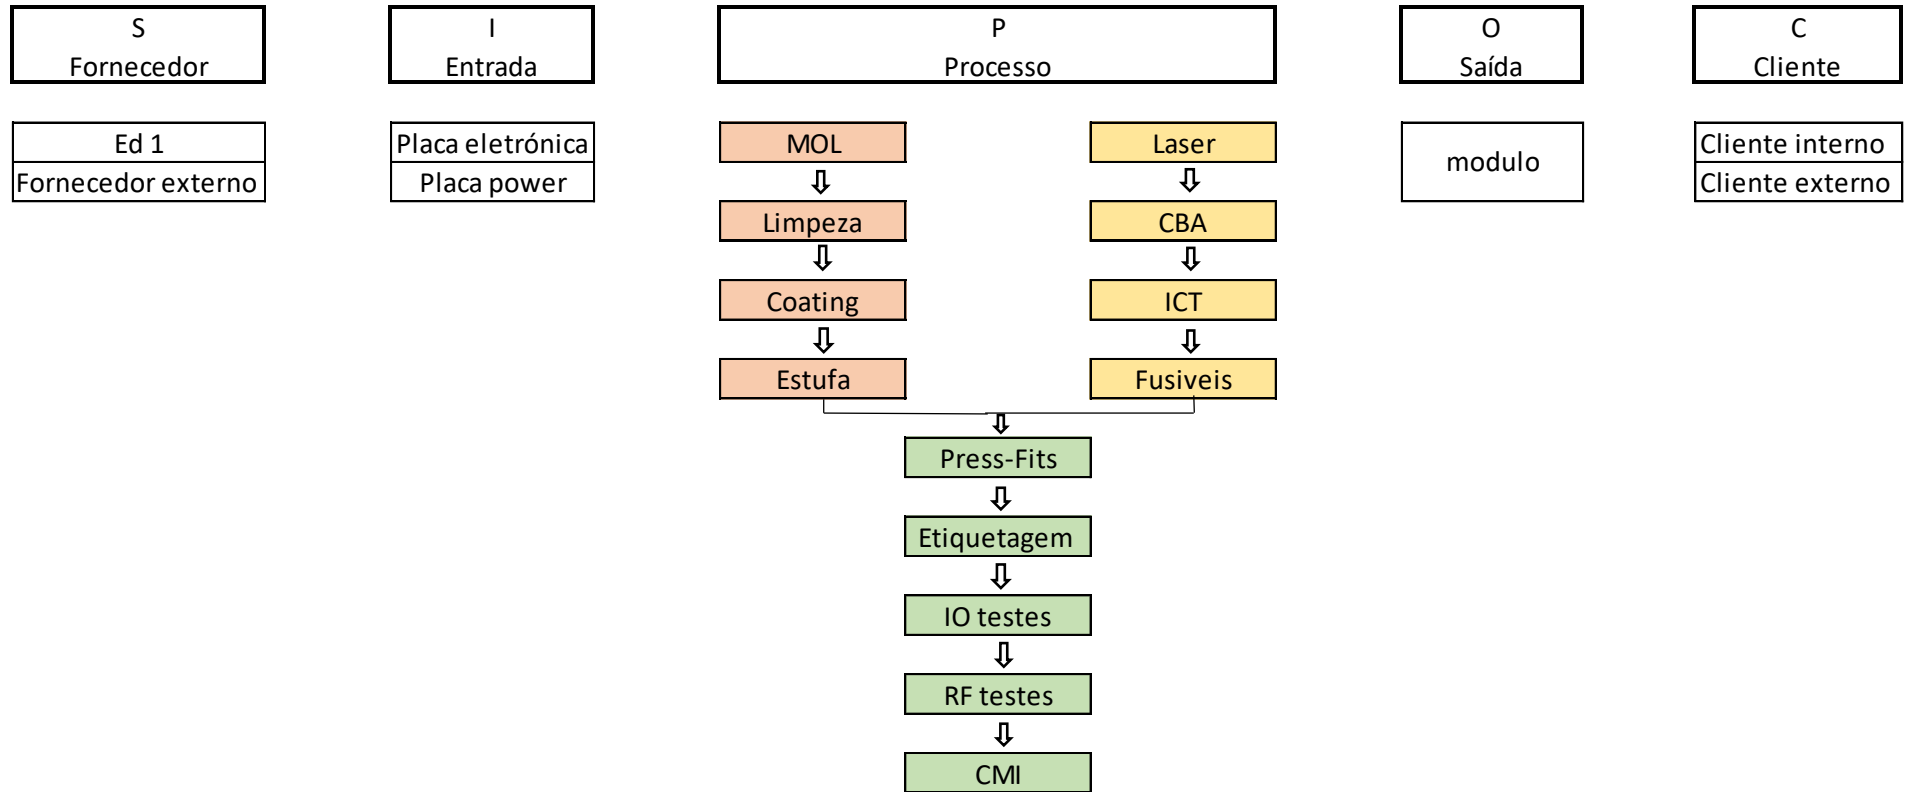 S
Fornecedor
I
Entrada
P
Processo
O
Saída
C
Cliente
Ed 1
Fornecedor externo
Placa eletrónica
Placa power
MOL
Limpeza
Coating
Estufa
Laser
CBA
ICT
Fusiveis
Press-Fits
Etiquetagem
IO testes
RF testes
CMI
modulo
Cliente interno
Cliente externo